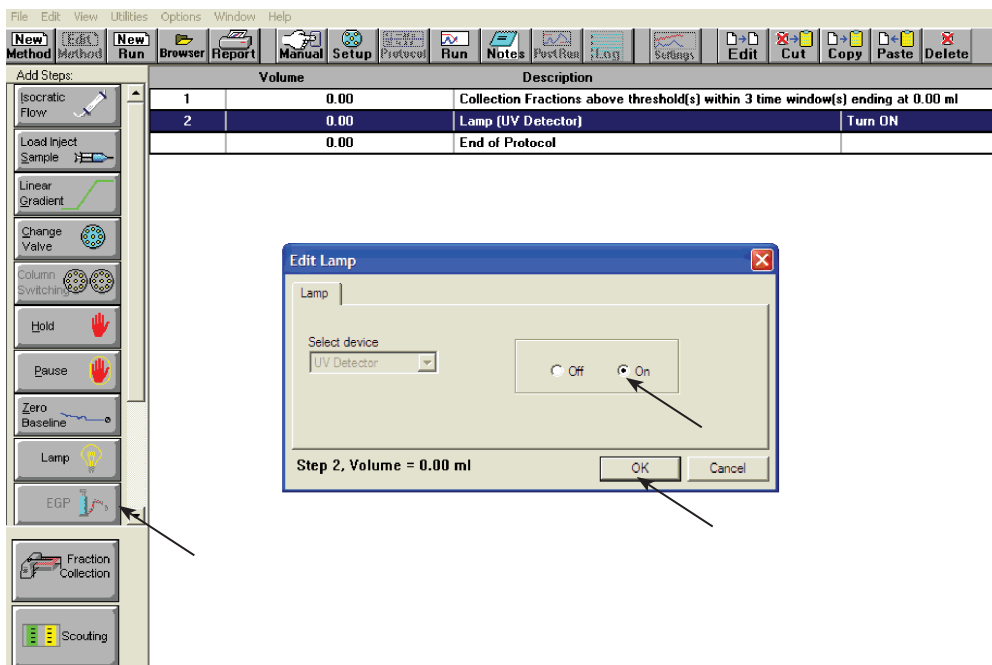 File Edit View Utilities Options Window Help
New Edit New
Method Method Run Browser Report Manual Setup Protocol Run Notes PostRun Log Settings Edit Cut Copy Paste Delete
Add Steps:
Volume Description
Isocratic
Flow
1 0.00 Collection Fractions above threshold(s) within 3 time window(s) ending at 0.00 ml
2 0.00 Lamp (UV Detector) Turn ON
0.00 End of Protocol
Load Inject
Sample
Linear
Gradient
Change
Valve
Column
Switching
Hold
Pause
Zero
Baseline
Lamp
EGP
Fraction
Collection
Scouting
Edit Lamp
Lamp
Select device
UV Detector
Off On
Step 2, Volume = 0.00 ml
OK Cancel